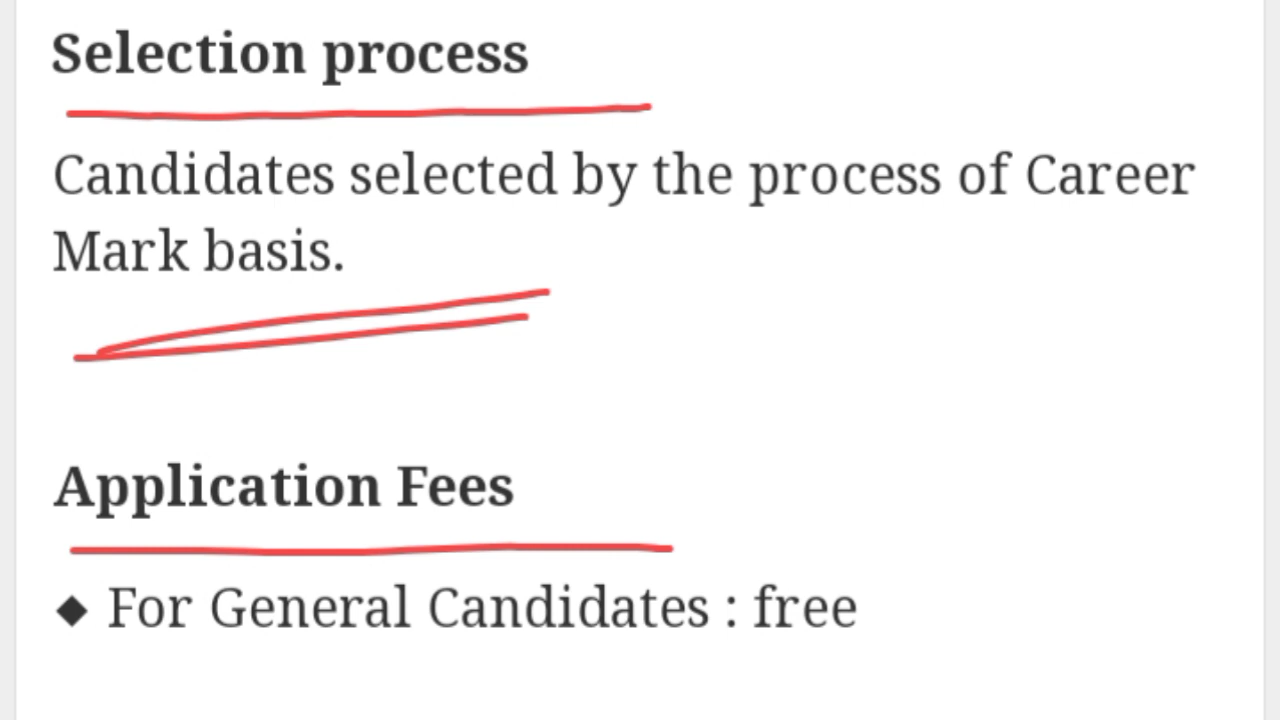 Selection process
Candidates selected by the process of Career
Mark basis.
Application Fees
◆ For General Candidates : free